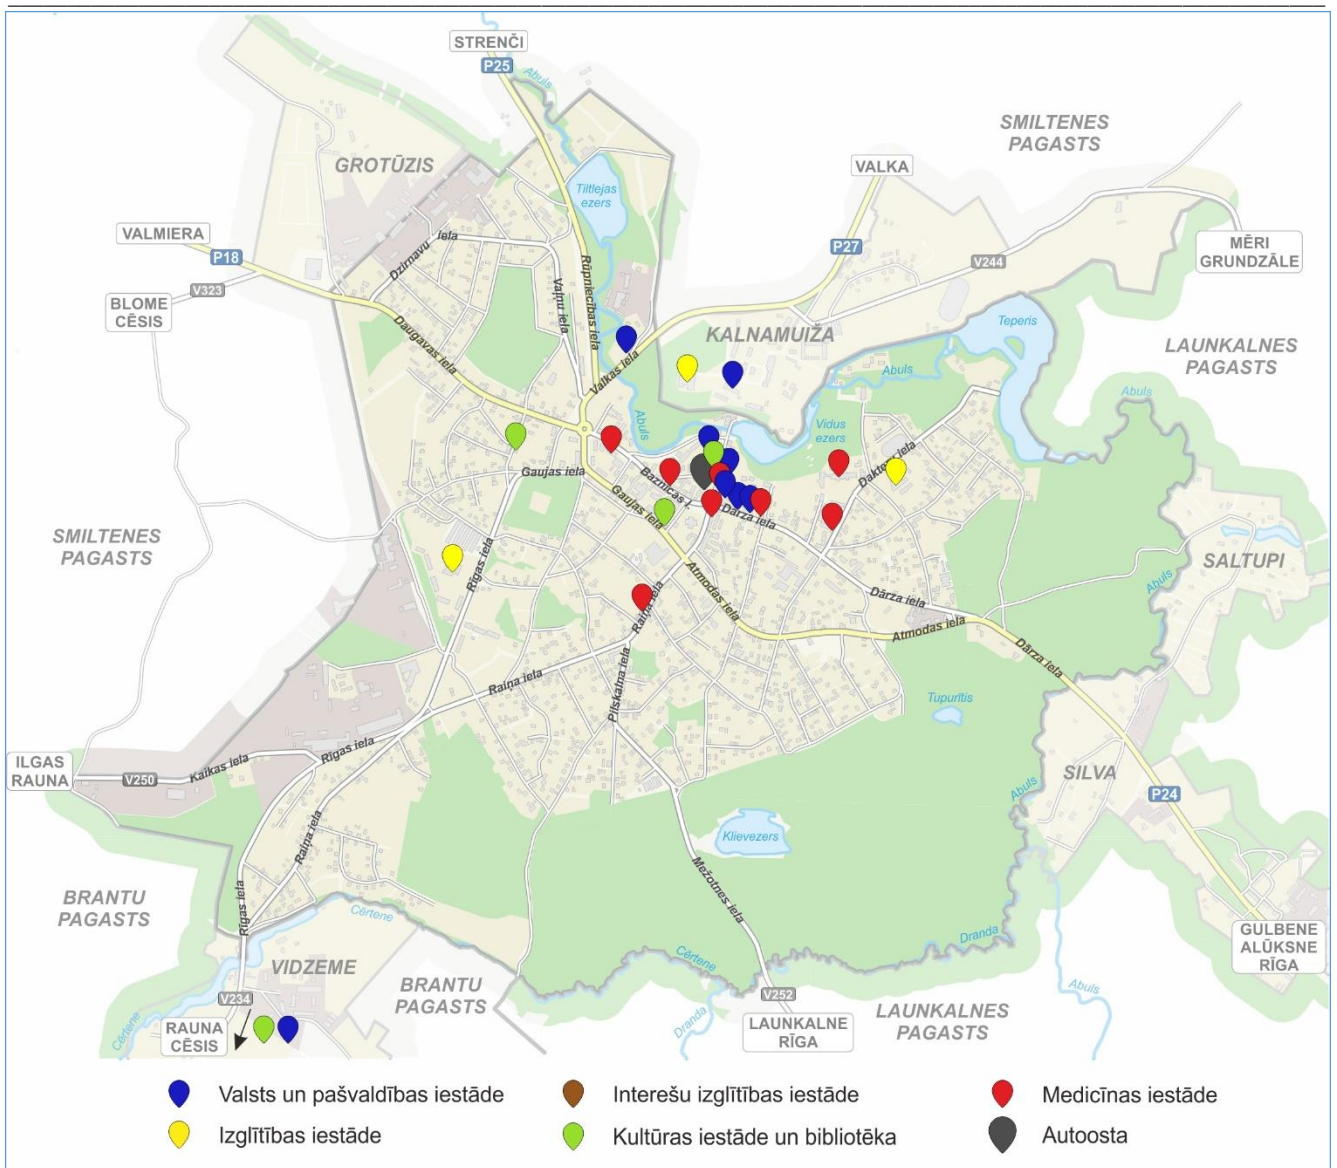 STRENČI
P25
Abuls
SMILTENES
PAGASTS
GROTŪZIS
VALKA
Tiltlejas
ezers
VALMIERA
P18
Dzirnavu iela
P27
MĒRI
GRUNDZĀLE
V244
V323
BLOME
CĒSIS
Vaļņu iela
Rūpniecības iela
Daugavas iela
KALNAMUIŽA
Teperis
LAUNKALNES
PAGASTS
Valkas iela
Abuls
Abuls
Abuls
Vidus
ezers
Gaujas iela
Baznīcas i.
Dakteru iela
Gaujas iela
Dārza iela
SMILTENES
PAGASTS
Rīgas iela
Atmodas iela
SALTUPI
Abuls
Raiņa iela
Dārza iela
Atmodas iela
Dārza iela
Raiņa iela
Pilskalna iela
Tupurītis
ILGAS
RAUNA
V250
Kaikas iela
Rīgas iela
SILVA
P24
Abuls
Raiņa iela
Klievezers
Mežotnes iela
BRANTU
PAGASTS
Rīgas iela
Cērtene
Dranda
GULBENE
ALŪKSNE
RĪGA
VIDZEME
Cērtene
BRANTU
PAGASTS
Abuls
V234
V252
Cērtene
RAUNA
CĒSIS
Dranda
LAUNKALNE
RĪGA
LAUNKALNES
PAGASTS
Valsts un pašvaldības iestāde
Interešu izglītības iestāde
Medicīnas iestāde
Izglītības iestāde
Kultūras iestāde un bibliotēka
Autoosta